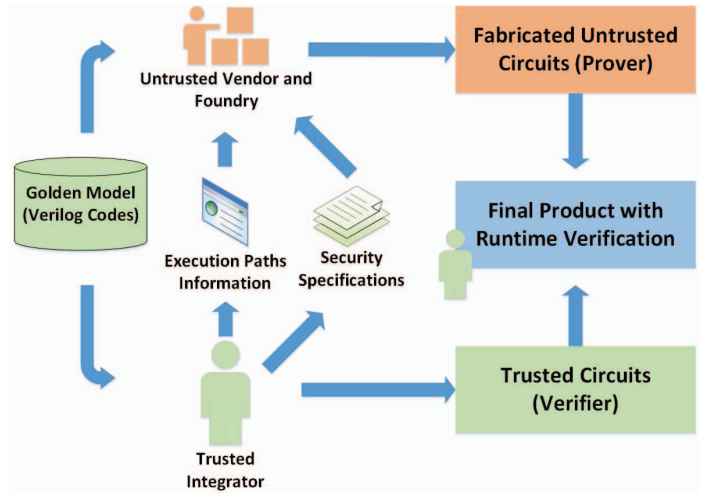 Untrusted Vendor and
Foundry
Fabricated Untrusted
Circuits (Prover)
Golden Model
(Verilog Codes)
Execution Paths
Information
Security
Specifications
Final Product with
Runtime Verification
Trusted
Integrator
Trusted Circuits
(Verifier)